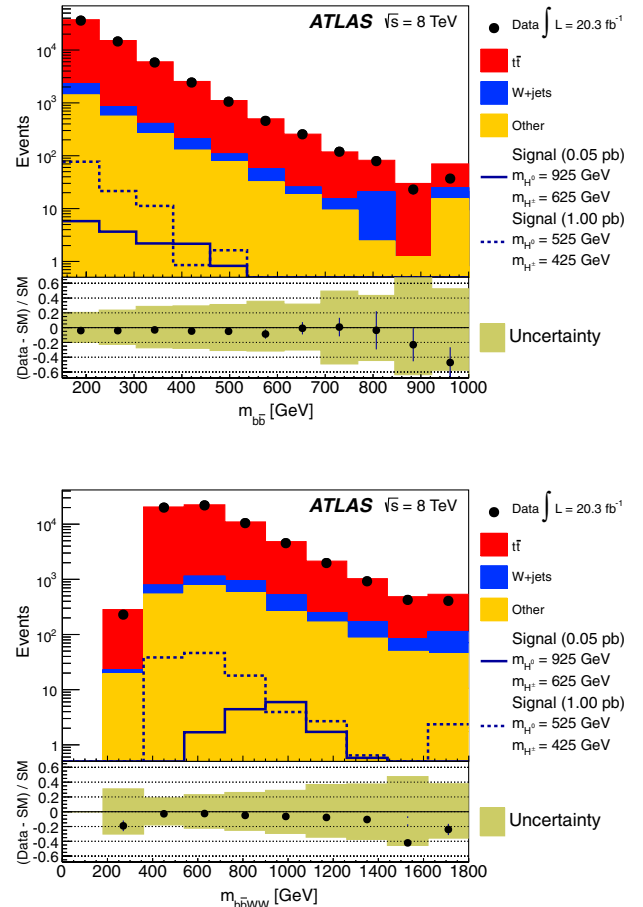 ATLAS √s = 8 TeV
Events
10⁴
10³
10²
10
1
Data ∫ L = 20.3 fb⁻¹
tt̄
W+jets
Other
Signal (0.05 pb)
m_H⁰ = 925 GeV
m_H± = 625 GeV
Signal (1.00 pb)
m_H⁰ = 525 GeV
m_H± = 425 GeV
(Data - SM) / SM
0.6
0.4
0.2
0
-0.2
-0.4
-0.6
Uncertainty
200 300 400 500 600 700 800 900 1000
m_bb̄ [GeV]
ATLAS √s = 8 TeV
Events
10⁴
10³
10²
10
1
Data ∫ L = 20.3 fb⁻¹
tt̄
W+jets
Other
Signal (0.05 pb)
m_H⁰ = 925 GeV
m_H± = 625 GeV
Signal (1.00 pb)
m_H⁰ = 525 GeV
m_H± = 425 GeV
(Data - SM) / SM
0.6
0.4
0.2
0
-0.2
-0.4
-0.6
Uncertainty
0 200 400 600 800 1000 1200 1400 1600 1800
m_bb̄WW [GeV]